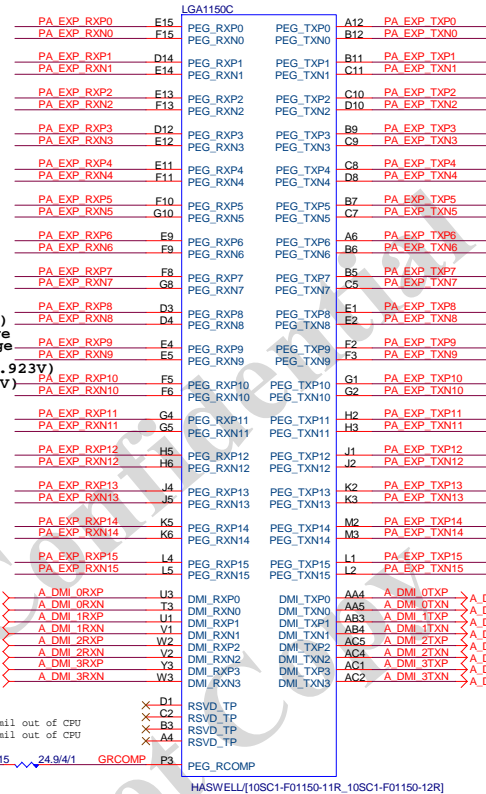 LGA1150C
PA_EXP_RXP0 E15 PEG_RXP0 PEG_TXP0 A12 PA_EXP_TXP0
PA_EXP_RXN0 F15 PEG_RXN0 PEG_TXN0 B12 PA_EXP_TXN0
PA_EXP_RXP1 D14 PEG_RXP1 PEG_TXP1 B11 PA_EXP_TXP1
PA_EXP_RXN1 E14 PEG_RXN1 PEG_TXN1 C11 PA_EXP_TXN1
PA_EXP_RXP2 E13 PEG_RXP2 PEG_TXP2 C10 PA_EXP_TXP2
PA_EXP_RXN2 F13 PEG_RXN2 PEG_TXN2 D10 PA_EXP_TXN2
PA_EXP_RXP3 D12 PEG_RXP3 PEG_TXP3 B9 PA_EXP_TXP3
PA_EXP_RXN3 E12 PEG_RXN3 PEG_TXN3 C9 PA_EXP_TXN3
PA_EXP_RXP4 E11 PEG_RXP4 PEG_TXP4 C8 PA_EXP_TXP4
PA_EXP_RXN4 F11 PEG_RXN4 PEG_TXN4 D8 PA_EXP_TXN4
PA_EXP_RXP5 F10 PEG_RXP5 PEG_TXP5 B7 PA_EXP_TXP5
PA_EXP_RXN5 G10 PEG_RXN5 PEG_TXN5 C7 PA_EXP_TXN5
PA_EXP_RXP6 E9 PEG_RXP6 PEG_TXP6 A6 PA_EXP_TXP6
PA_EXP_RXN6 F9 PEG_RXN6 PEG_TXN6 B6 PA_EXP_TXN6
PA_EXP_RXP7 F8 PEG_RXP7 PEG_TXP7 B5 PA_EXP_TXP7
PA_EXP_RXN7 G8 PEG_RXN7 PEG_TXN7 C5 PA_EXP_TXN7
PA_EXP_RXP8 D3 PEG_RXP8 PEG_TXP8 E1 PA_EXP_TXP8
)
PA_EXP_RXN8 D4 PEG_RXN8 PEG_TXN8 E2 PA_EXP_TXN8
e
PA_EXP_RXP9 E4 PEG_RXP9 PEG_TXP9 F2 PA_EXP_TXP9
ge
PA_EXP_RXN9 E5 PEG_RXN9 PEG_TXN9 F3 PA_EXP_TXN9
.923V)
PA_EXP_RXP10 F5 PEG_RXP10 PEG_TXP10 G1 PA_EXP_TXP10
V)
PA_EXP_RXN10 F6 PEG_RXN10 PEG_TXN10 G2 PA_EXP_TXN10
PA_EXP_RXP11 G4 PEG_RXP11 PEG_TXP11 H2 PA_EXP_TXP11
PA_EXP_RXN11 G5 PEG_RXN11 PEG_TXN11 H3 PA_EXP_TXN11
PA_EXP_RXP12 H5 PEG_RXP12 PEG_TXP12 J1 PA_EXP_TXP12
PA_EXP_RXN12 H6 PEG_RXN12 PEG_TXN12 J2 PA_EXP_TXN12
PA_EXP_RXP13 J4 PEG_RXP13 PEG_TXP13 K2 PA_EXP_TXP13
PA_EXP_RXN13 J5 PEG_RXN13 PEG_TXN13 K3 PA_EXP_TXN13
PA_EXP_RXP14 K5 PEG_RXP14 PEG_TXP14 M2 PA_EXP_TXP14
PA_EXP_RXN14 K6 PEG_RXN14 PEG_TXN14 M3 PA_EXP_TXN14
PA_EXP_RXP15 L4 PEG_RXP15 PEG_TXP15 L1 PA_EXP_TXP15
PA_EXP_RXN15 L5 PEG_RXN15 PEG_TXN15 L2 PA_EXP_TXN15
A_DMI_0RXP U3 DMI_RXP0 DMI_TXP0 AA4 A_DMI_0TXP A_D
A_DMI_0RXN T3 DMI_RXN0 DMI_TXN0 AA5 A_DMI_0TXN A_D
A_DMI_1RXP U1 DMI_RXP1 DMI_TXP1 AB3 A_DMI_1TXP A_D
A_DMI_1RXN V1 DMI_RXN1 DMI_TXN1 AB4 A_DMI_1TXN A_D
A_DMI_2RXP W2 DMI_RXP2 DMI_TXP2 AC5 A_DMI_2TXP A_D
A_DMI_2RXN V2 DMI_RXN2 DMI_TXN2 AC4 A_DMI_2TXN A_D
A_DMI_3RXP Y3 DMI_RXP3 DMI_TXP3 AC1 A_DMI_3TXP A_D
A_DMI_3RXN W3 DMI_RXN3 DMI_TXN3 AC2 A_DMI_3TXN A_D
D1 RSVD_TP
C2 RSVD_TP
mil out of CPU B3 RSVD_TP
mil out of CPU A4 RSVD_TP
15 24.9/4/1 GRCOMP P3 PEG_RCOMP
HASWELL/[10SC1-F01150-11R_10SC1-F01150-12R]
Confidential
Copy